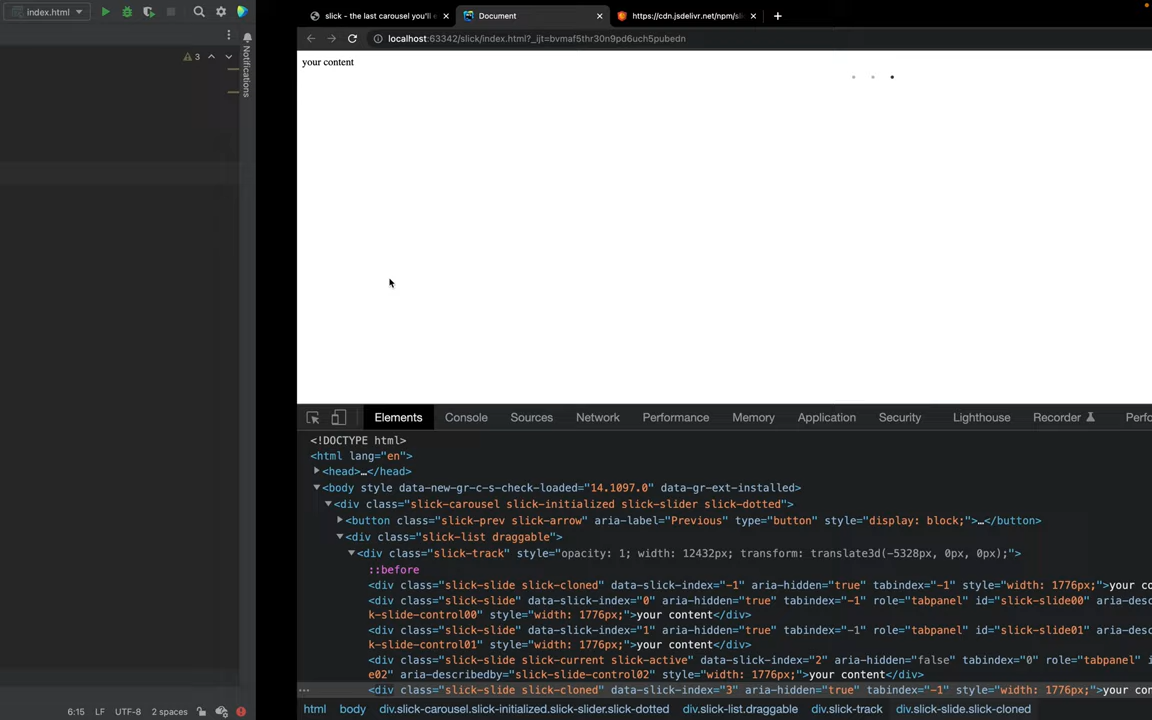 index.html
slick - the last carousel you'll
Document
https://cdn.jsdelivr.net/npm/sli
localhost:63342/slick/index.html?_ijt=bvmaf5thr30n9pd6uch5pubedn
3
Notifications
your content
Elements Console Sources Network Performance Memory Application Security Lighthouse Recorder Perfo
<!DOCTYPE html>
<html lang="en">
<head>…</head>
<body style data-new-gr-c-s-check-loaded="14.1097.0" data-gr-ext-installed>
<div class="slick-carousel slick-initialized slick-slider slick-dotted">
<button class="slick-prev slick-arrow" aria-label="Previous" type="button" style="display: block;">…</button>
<div class="slick-list draggable">
<div class="slick-track" style="opacity: 1; width: 12432px; transform: translate3d(-5328px, 0px, 0px);">
::before
<div class="slick-slide slick-cloned" data-slick-index="-1" aria-hidden="true" tabindex="-1" style="width: 1776px;">your co
<div class="slick-slide" data-slick-index="0" aria-hidden="true" tabindex="-1" role="tabpanel" id="slick-slide00" aria-desc
k-slide-control00" style="width: 1776px;">your content</div>
<div class="slick-slide" data-slick-index="1" aria-hidden="true" tabindex="-1" role="tabpanel" id="slick-slide01" aria-desc
k-slide-control01" style="width: 1776px;">your content</div>
<div class="slick-slide slick-current slick-active" data-slick-index="2" aria-hidden="false" tabindex="0" role="tabpanel" i
e02" aria-describedby="slick-slide-control02" style="width: 1776px;">your content</div>
<div class="slick-slide slick-cloned" data-slick-index="3" aria-hidden="true" tabindex="-1" style="width: 1776px;">your co
html body div.slick-carousel.slick-initialized.slick-slider.slick-dotted div.slick-list.draggable div.slick-track div.slick-slide.slick-cloned
6:15 LF UTF-8 2 spaces